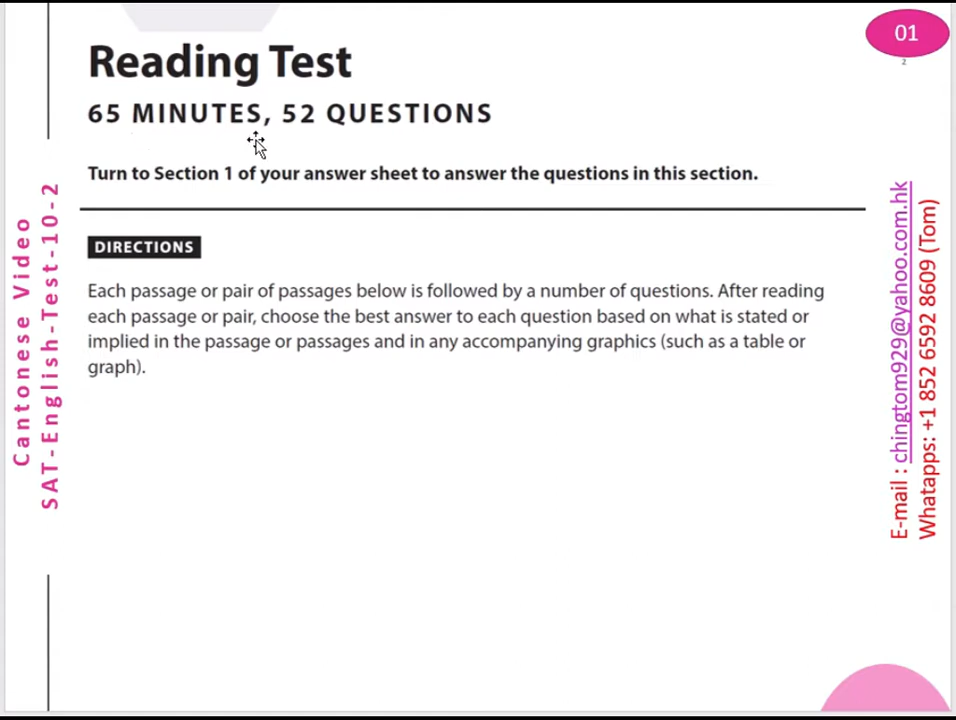 01
2
Reading Test
65 MINUTES, 52 QUESTIONS
Turn to Section 1 of your answer sheet to answer the questions in this section.
DIRECTIONS
Each passage or pair of passages below is followed by a number of questions. After reading
each passage or pair, choose the best answer to each question based on what is stated or
implied in the passage or passages and in any accompanying graphics (such as a table or
graph).
Cantonese Video
SAT-English-Test-10-2
E-mail : chingtom929@yahoo.com.hk
Whatapps: +1 852 6592 8609 (Tom)